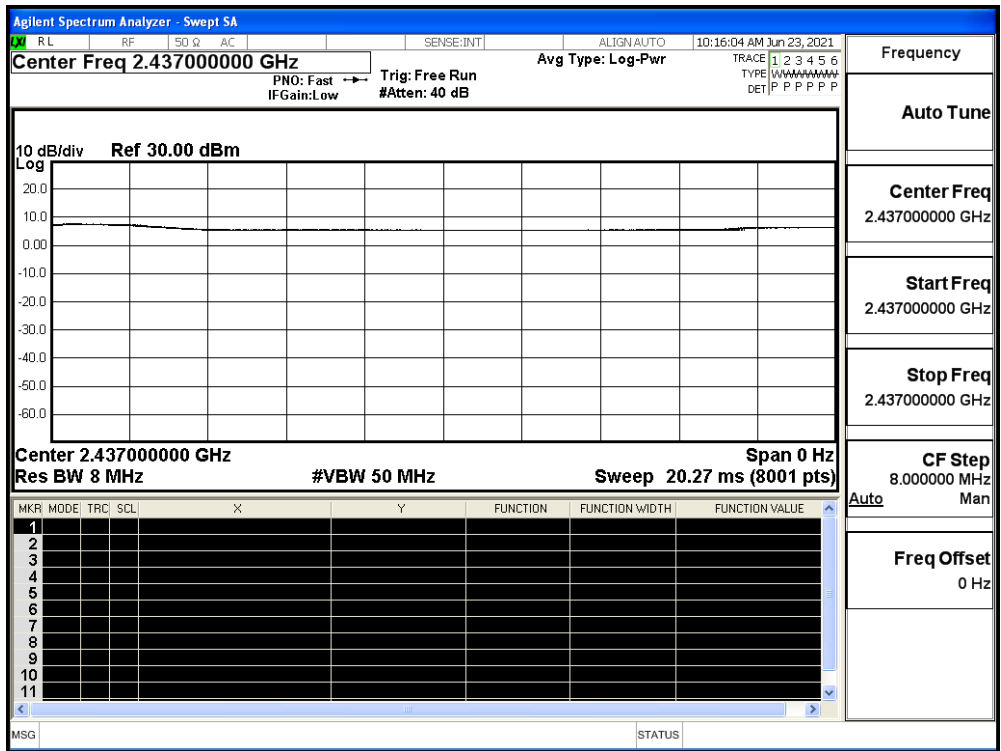 Agilent Spectrum Analyzer - Swept SA
LXI RL RF 50 Ω AC SENSE:INT ALIGN AUTO 10:16:04 AM Jun 23, 2021
Center Freq 2.437000000 GHz Avg Type: Log-Pwr TRACE 1 2 3 4 5 6
PNO: Fast Trig: Free Run TYPE WWWWWW
IFGain:Low #Atten: 40 dB DET P P P P P P
10 dB/div Ref 30.00 dBm
Log
20.0
10.0
0.00
-10.0
-20.0
-30.0
-40.0
-50.0
-60.0
Center 2.437000000 GHz Span 0 Hz
Res BW 8 MHz #VBW 50 MHz Sweep 20.27 ms (8001 pts)
MKR MODE TRC SCL X Y FUNCTION FUNCTION WIDTH FUNCTION VALUE
1
2
3
4
5
6
7
8
9
10
11
MSG STATUS
Frequency
Auto Tune
Center Freq
2.437000000 GHz
Start Freq
2.437000000 GHz
Stop Freq
2.437000000 GHz
CF Step
8.000000 MHz
Auto Man
Freq Offset
0 Hz